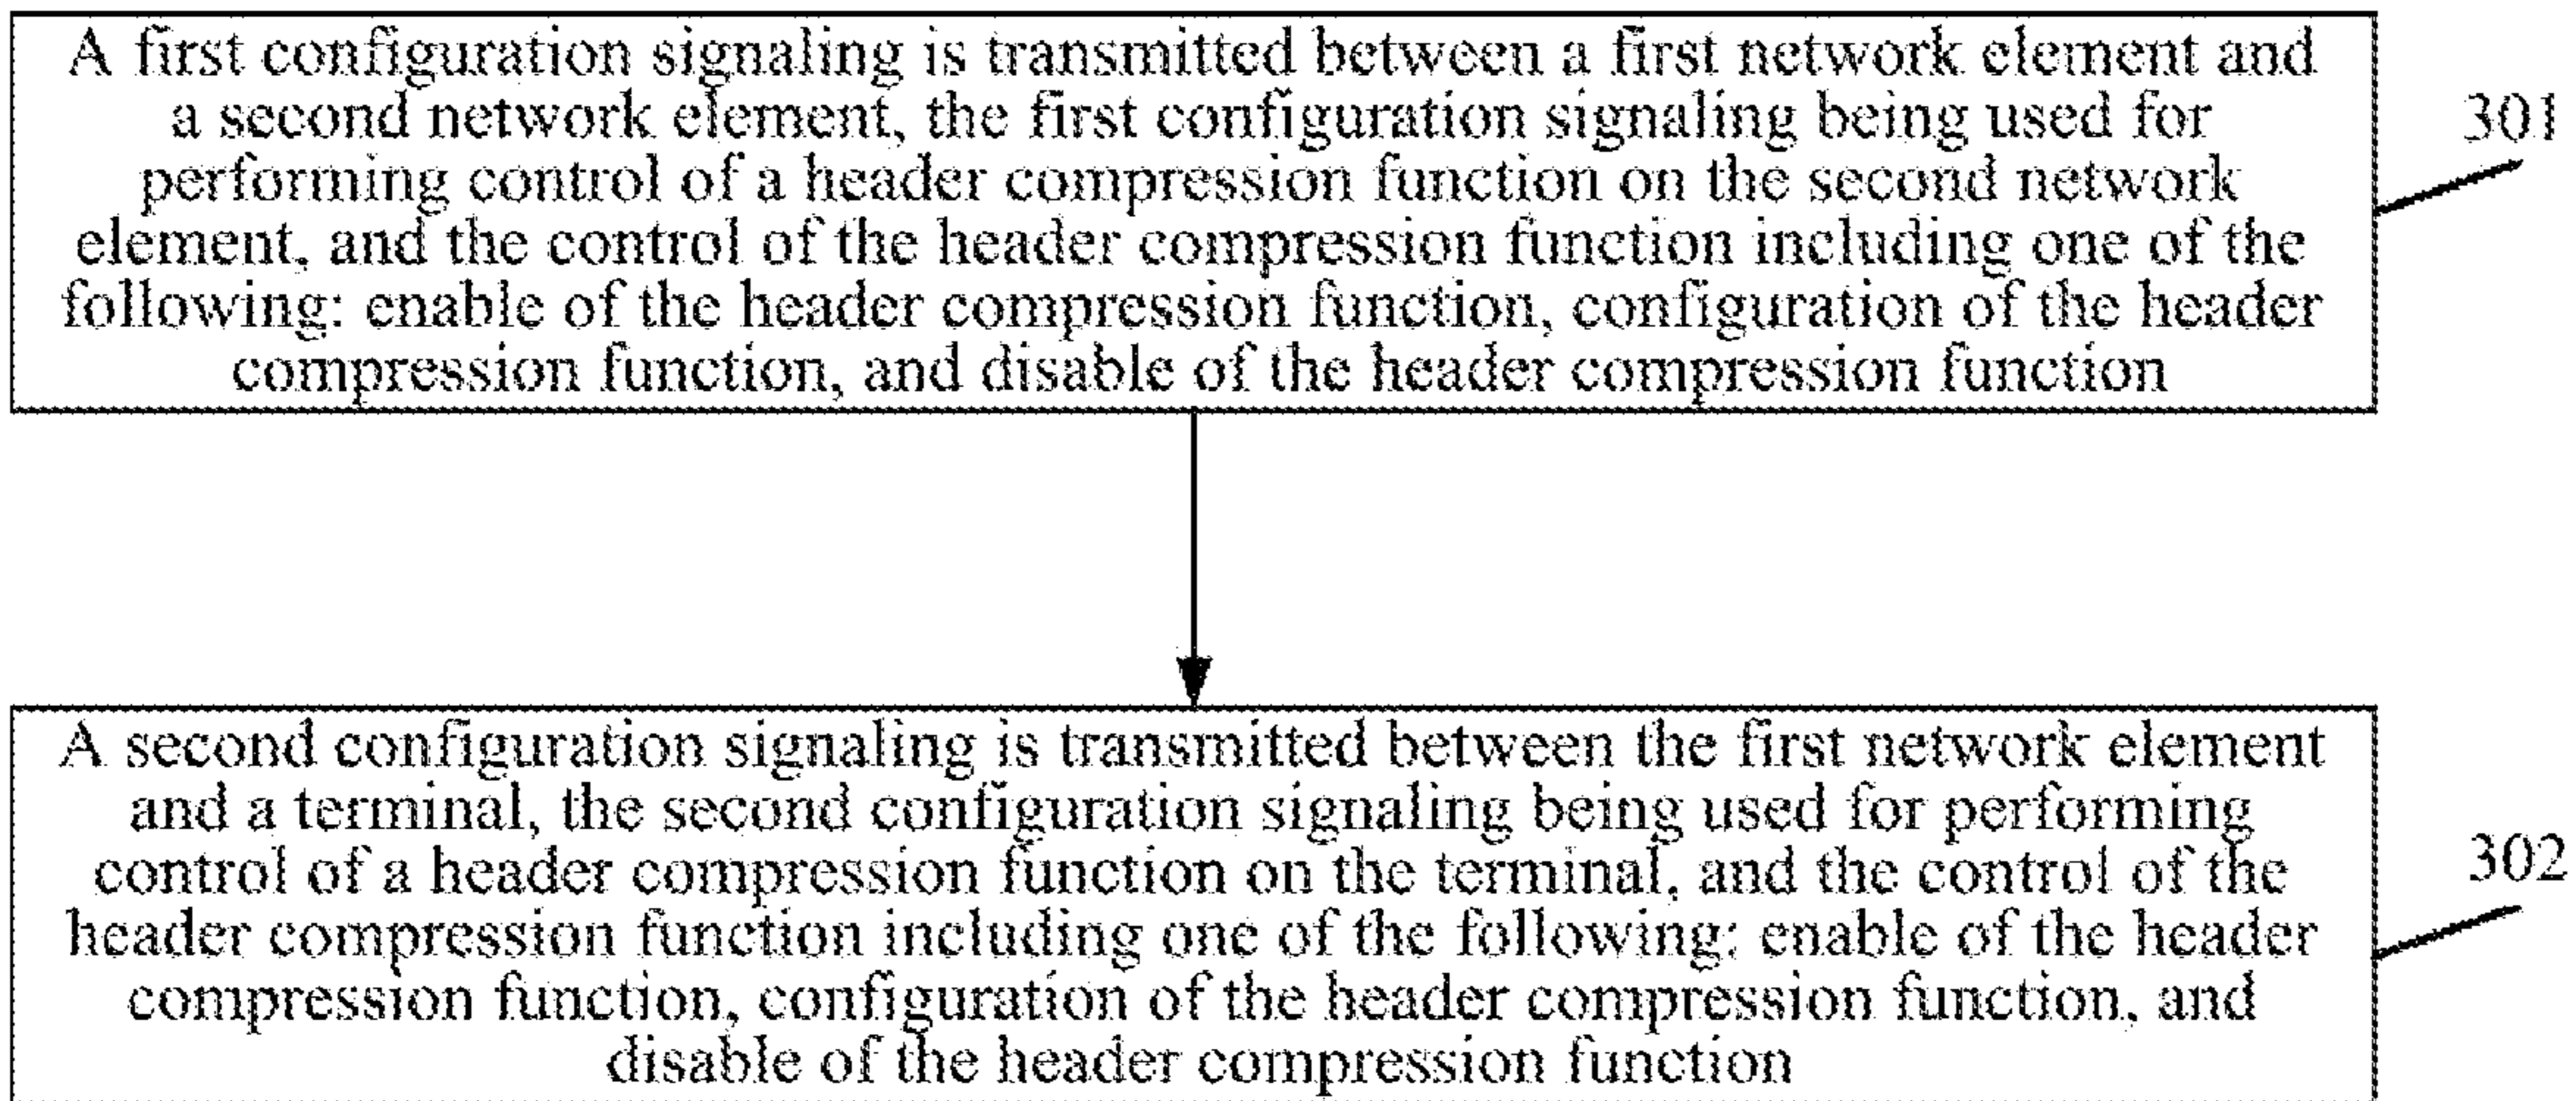 A first configuration signaling is transmitted between a first network element and
a second network element, the first configuration signaling being used for
performing control of a header compression function on the second network
element, and the control of the header compression function including one of the
following: enable of the header compression function, configuration of the header
compression function, and disable of the header compression function
301
A second configuration signaling is transmitted between the first network element
and a terminal, the second configuration signaling being used for performing
control of a header compression function on the terminal, and the control of the
header compression function including one of the following: enable of the header
compression function, configuration of the header compression function, and
disable of the header compression function
302